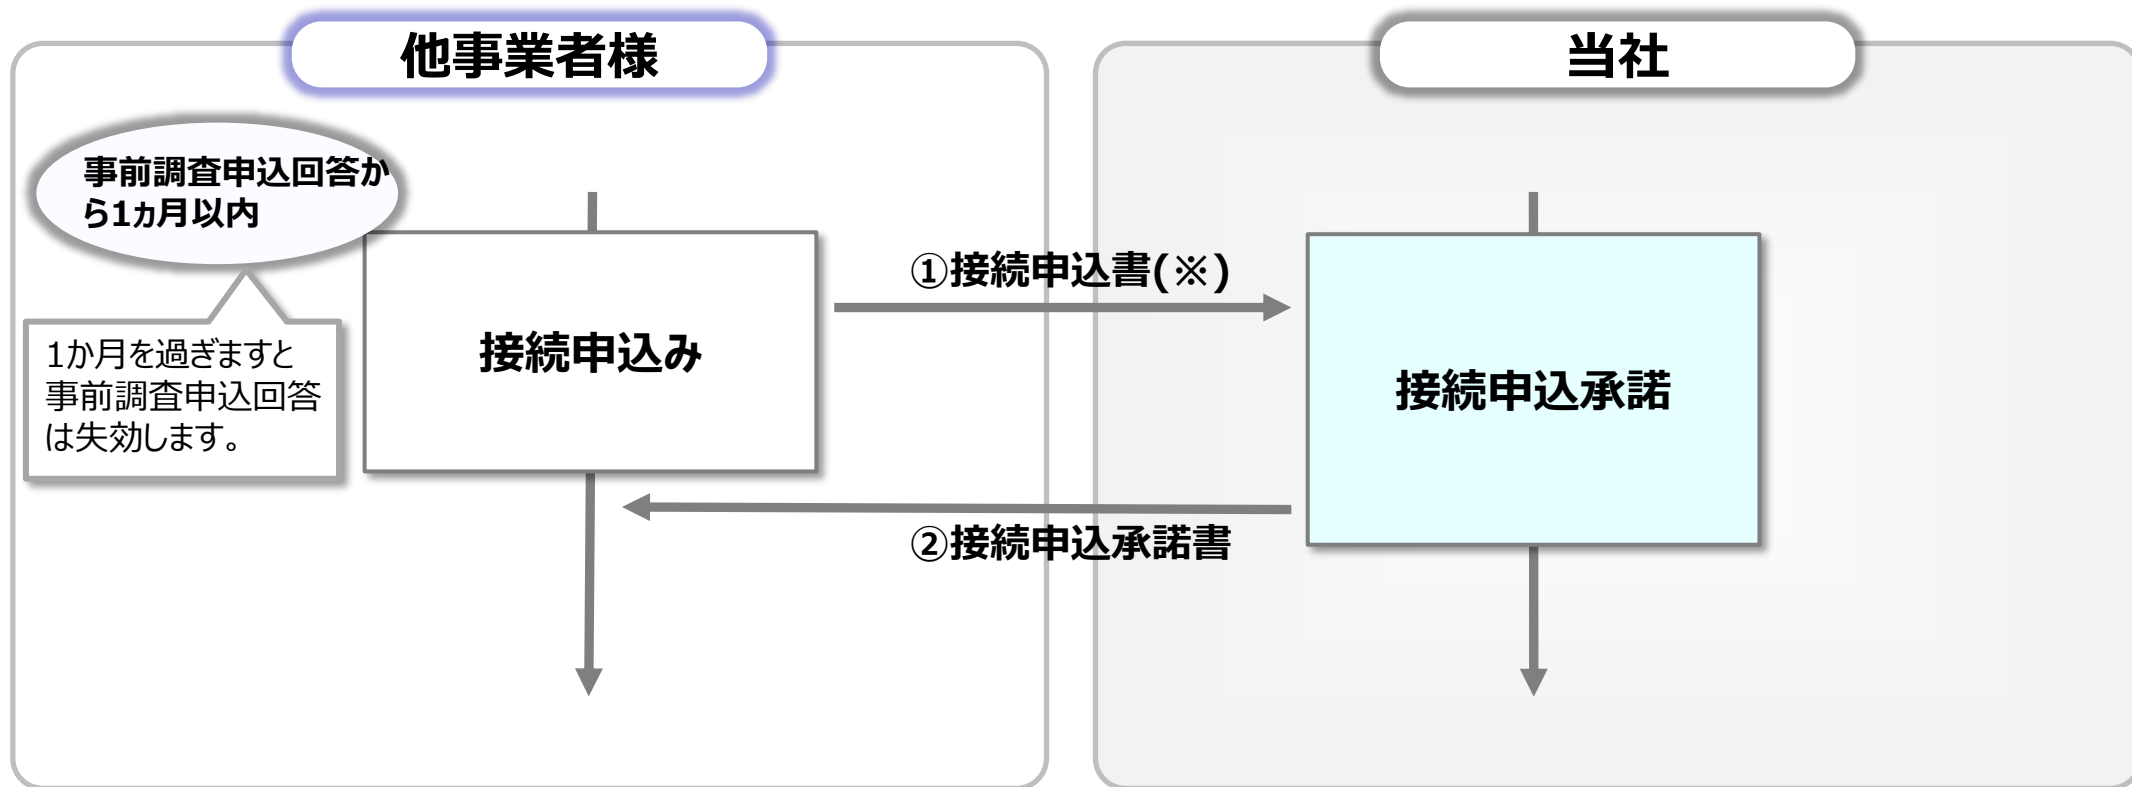 他事業者様
当社
事前調査申込回答か
ら1ヵ月以内
①接続申込書(※)
1か月を過ぎますと
事前調査申込回答
は失効します。
接続申込み
接続申込承諾
②接続申込承諾書